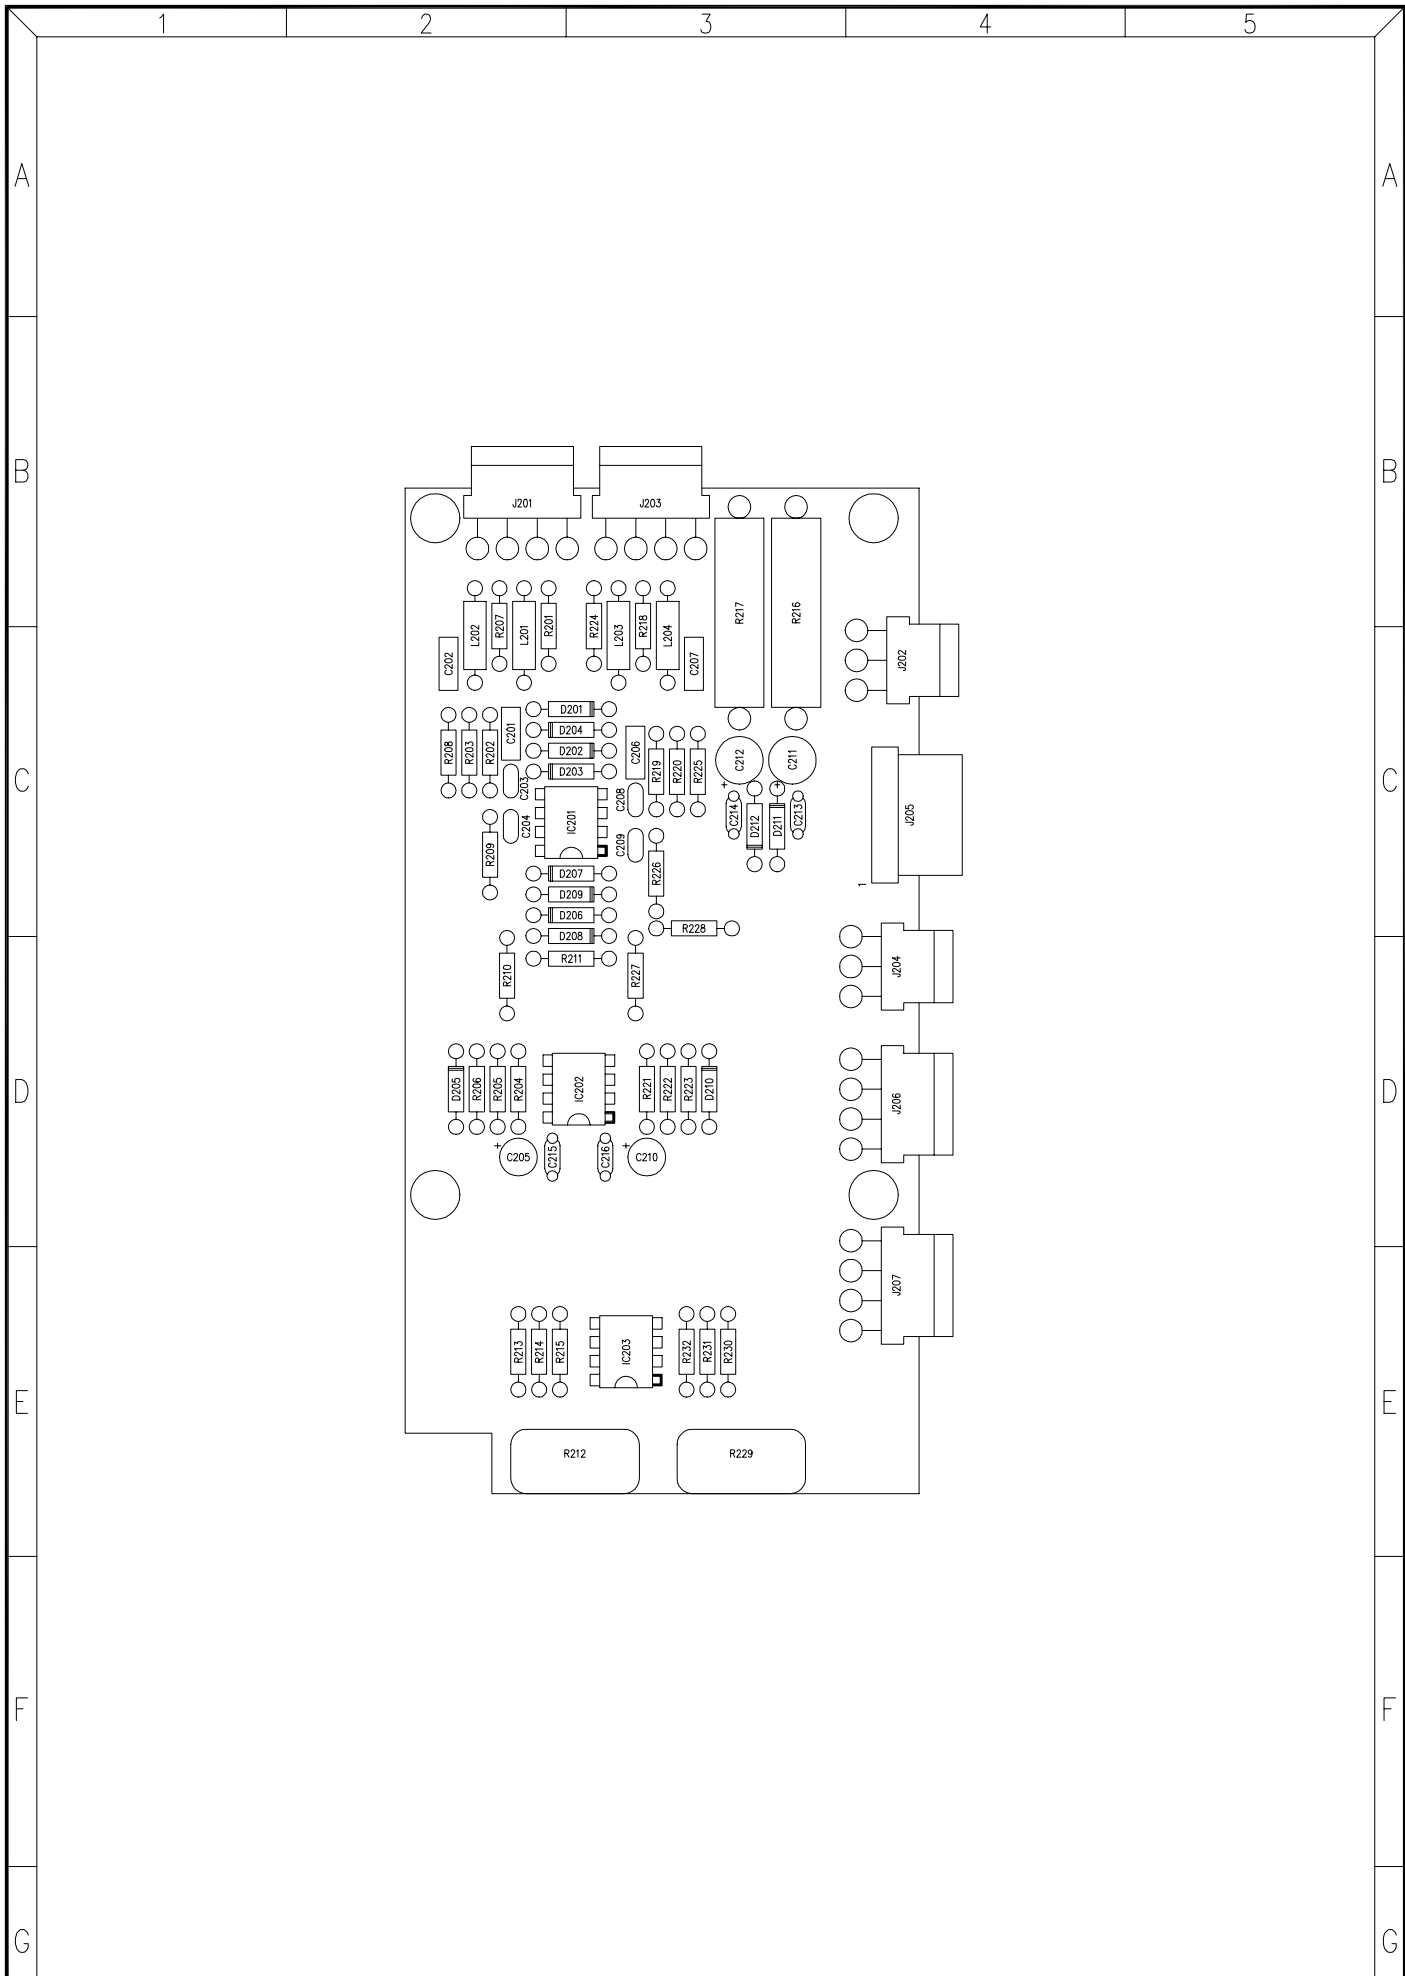 1 2 3 4 5
A A
B B
J201 J203
R217 R216
L202 R207 L201 R201 R224 L203 R218 L204
C202 C207 J202
D201
D204
D202
D203
R208 R203 R202 C201 C206 R219 R220 R225 C212 C211
C C
C203 C208
+ +
C204 IC201 C209 C214 D212 D211 C213 J205
R209 R226
1
D207
D209
D206
D208
R211
R228
R210 R227 J204
D D
D205 R206 R205 R204 IC202 R221 R222 R223 D210 J206
+ C205 C215 C216 + C210
J207
R213 R214 R215 IC203 R232 R231 R230
E E
R212 R229
F F
G G